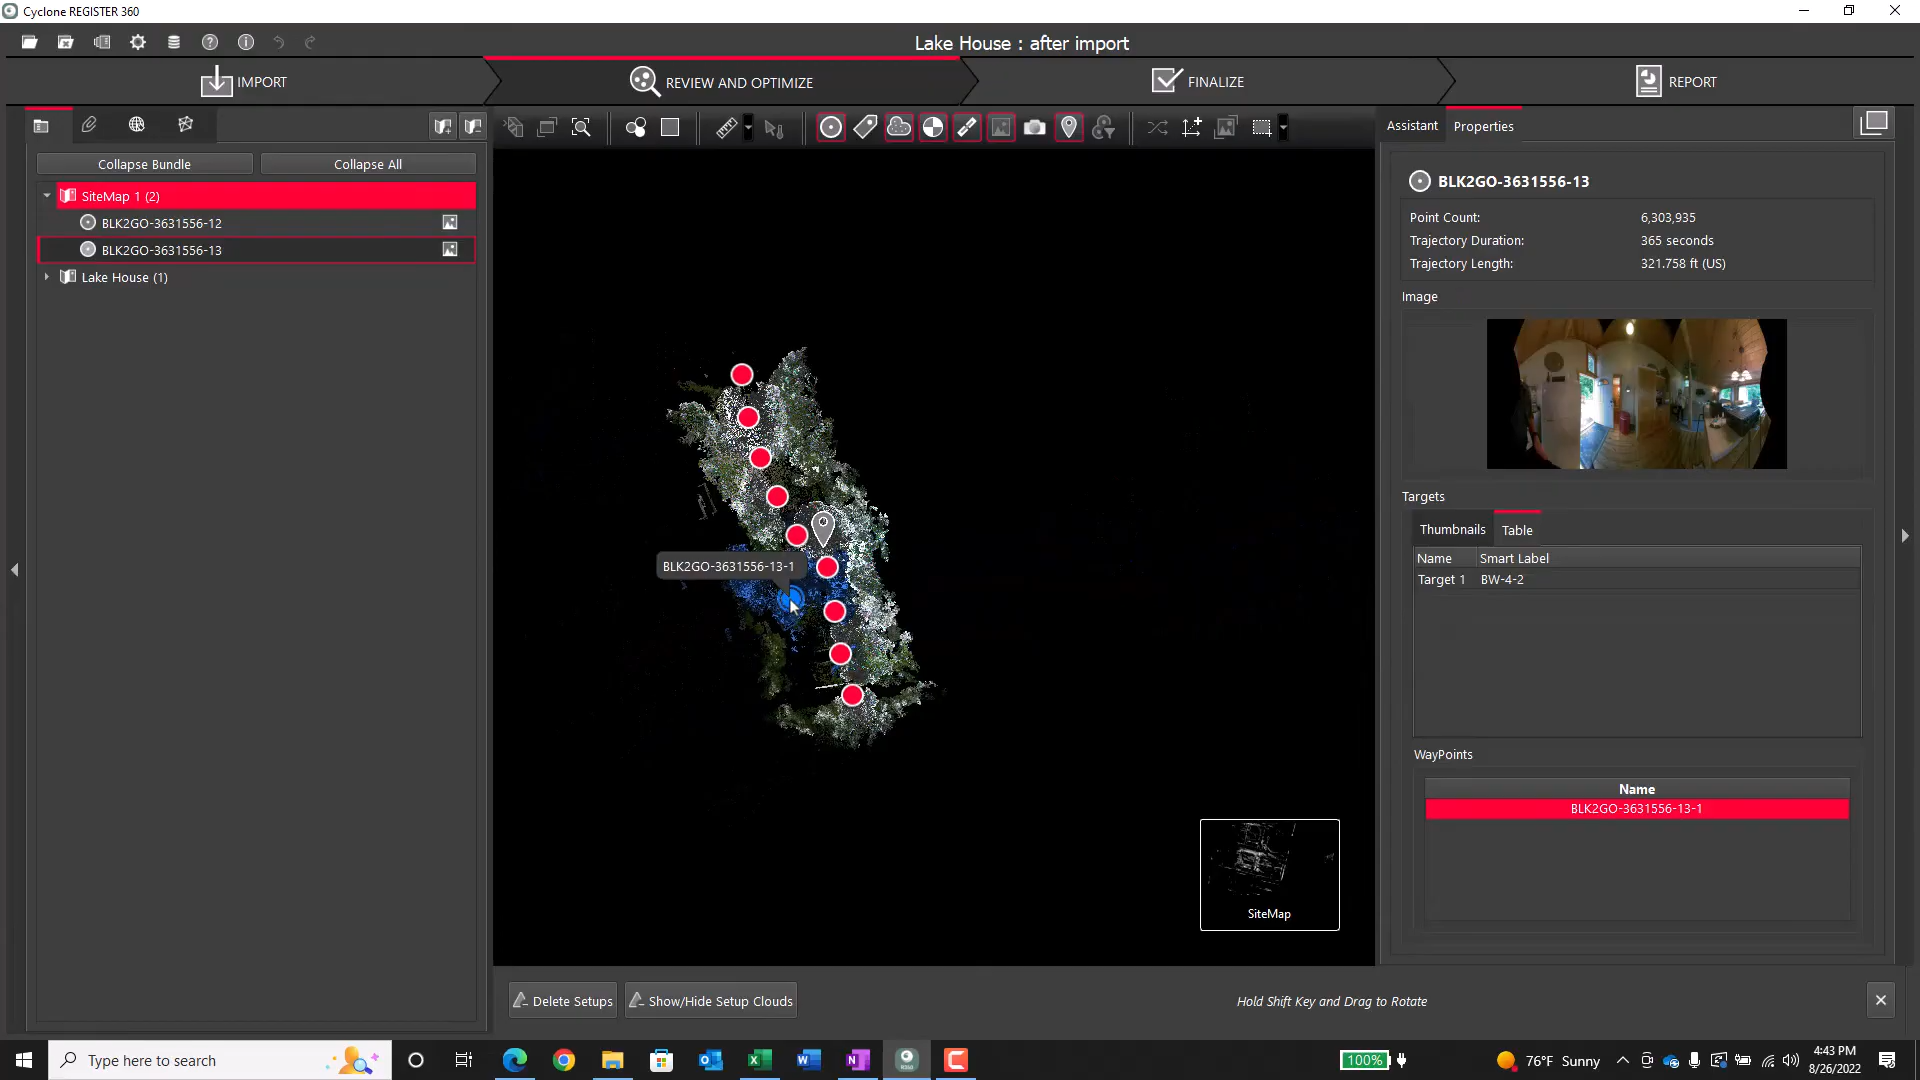 Cyclone REGISTER 360
Lake House : after import
IMPORT
REVIEW AND OPTIMIZE
FINALIZE
REPORT
Collapse Bundle
Collapse All
SiteMap 1 (2)
BLK2GO-3631556-12
BLK2GO-3631556-13
Lake House (1)
BLK2GO-3631556-13-1
SiteMap
Assistant
Properties
BLK2GO-3631556-13
Point Count: 6,303,935
Trajectory Duration: 365 seconds
Trajectory Length: 321.758 ft (US)
Image
Targets
Thumbnails
Table
Name Smart Label
Target 1 BW-4-2
WayPoints
Name
BLK2GO-3631556-13-1
Delete Setups
Show/Hide Setup Clouds
Hold Shift Key and Drag to Rotate
Type here to search
100%
76°F Sunny
4:43 PM
8/26/2022